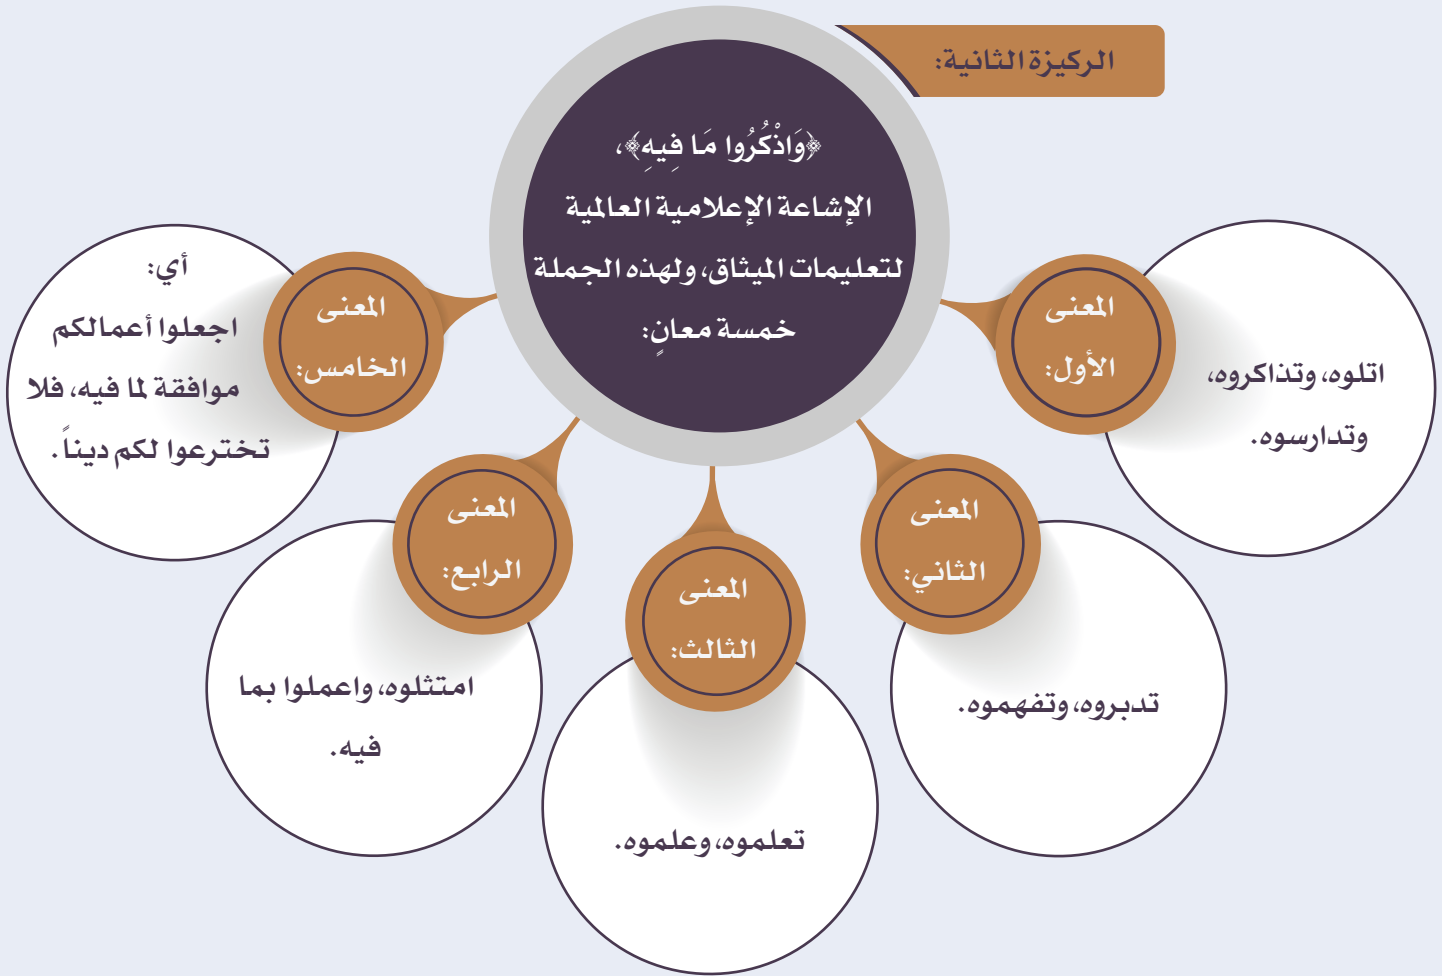 الركيزة الثانية:
﴿وَاذْكُرُوا مَا فِيهِ﴾،
الإشاعة الإعلامية العالمية
لتعليمات الميثاق، ولهذه الجملة
خمسة معانٍ:
المعنى
الأول:
اتلوه، وتذاكروه،
وتدارسوه.
المعنى
الثاني:
تدبروه، وتفهموه.
المعنى
الثالث:
تعلموه، وعلموه.
المعنى
الرابع:
امتثلوه، واعملوا بما
فيه.
المعنى
الخامس:
أي:
اجعلوا أعمالكم
موافقة لما فيه، فلا
تخترعوا لكم ديناً.